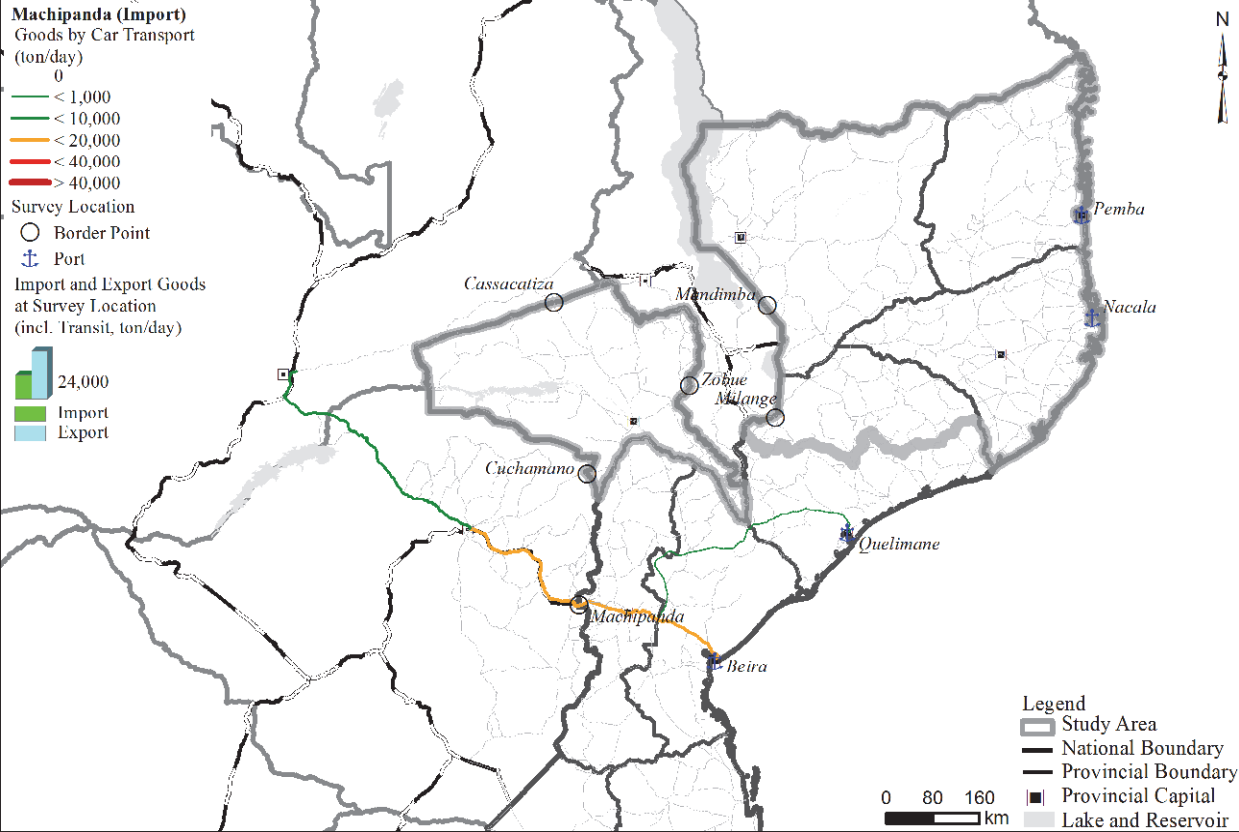 Machipanda (Import)
Goods by Car Transport
(ton/day)
0
< 1,000
< 10,000
< 20,000
< 40,000
> 40,000
Survey Location
Border Point
Port
Import and Export Goods
at Survey Location
(incl. Transit, ton/day)
24,000
Import
Export
N
Pemba
Cassacatiza
Mandimba
Nacala
Zobue
Milange
Cuchamano
Quelimane
Machipanda
Beira
Legend
Study Area
National Boundary
Provincial Boundary
Provincial Capital
Lake and Reservoir
0 80 160
km